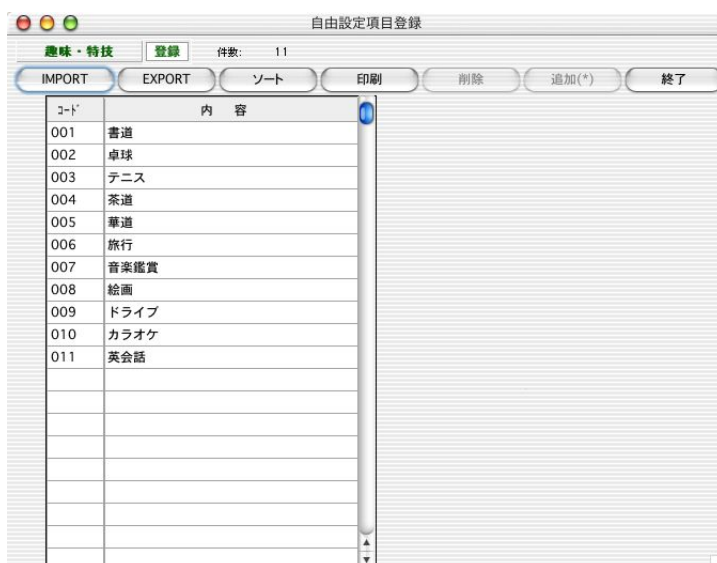 自由設定項目登録
趣味・特技 登録 件数: 11
IMPORT EXPORT ソート 印刷 削除 追加(*) 終了
ｺｰﾄﾞ 内 容
001 書道
002 卓球
003 テニス
004 茶道
005 華道
006 旅行
007 音楽鑑賞
008 絵画
009 ドライブ
010 カラオケ
011 英会話